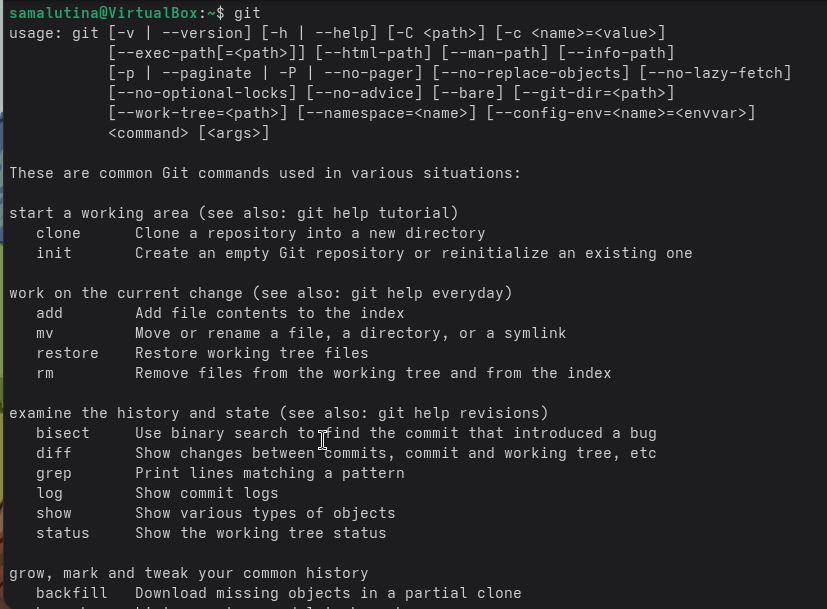 samalutina@VirtualBox:~$ git
usage: git [-v | --version] [-h | --help] [-C <path>] [-c <name>=<value>]
           [--exec-path[=<path>]] [--html-path] [--man-path] [--info-path]
           [-p | --paginate | -P | --no-pager] [--no-replace-objects] [--no-lazy-fetch]
           [--no-optional-locks] [--no-advice] [--bare] [--git-dir=<path>]
           [--work-tree=<path>] [--namespace=<name>] [--config-env=<name>=<envvar>]
           <command> [<args>]

These are common Git commands used in various situations:

start a working area (see also: git help tutorial)
   clone      Clone a repository into a new directory
   init       Create an empty Git repository or reinitialize an existing one

work on the current change (see also: git help everyday)
   add        Add file contents to the index
   mv         Move or rename a file, a directory, or a symlink
   restore    Restore working tree files
   rm         Remove files from the working tree and from the index

examine the history and state (see also: git help revisions)
   bisect     Use binary search to find the commit that introduced a bug
   diff       Show changes between commits, commit and working tree, etc
   grep       Print lines matching a pattern
   log        Show commit logs
   show       Show various types of objects
   status     Show the working tree status

grow, mark and tweak your common history
   backfill   Download missing objects in a partial clone